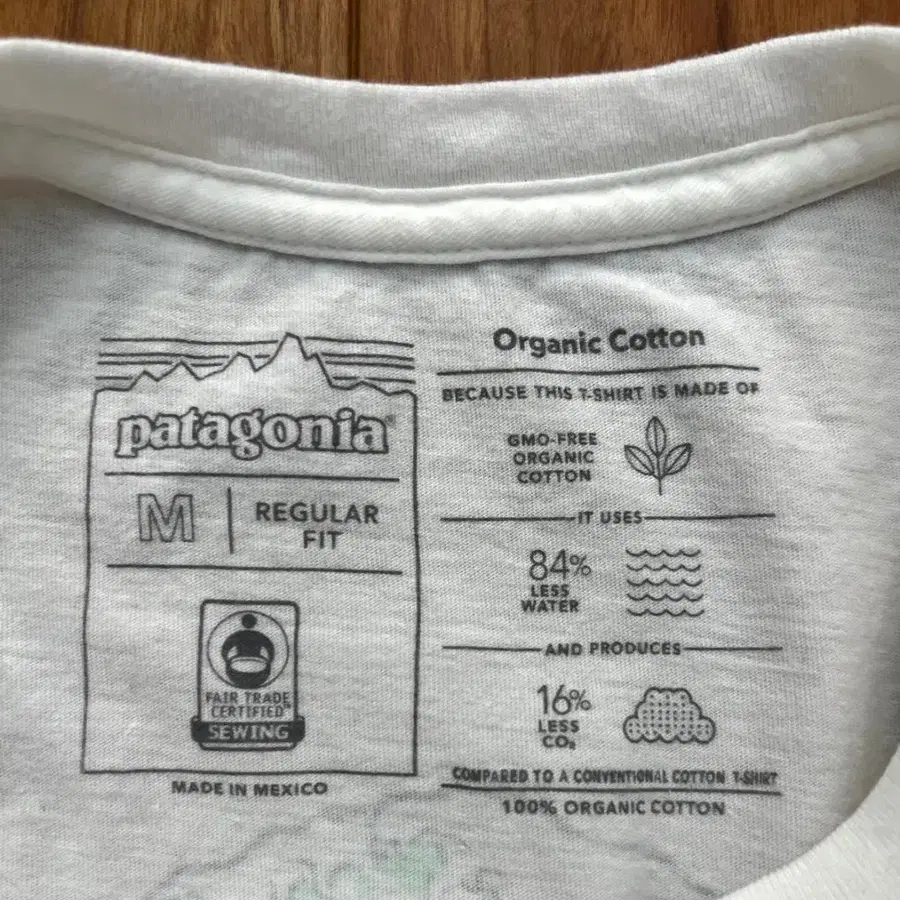 patagonia®
M
REGULAR
FIT
FAIR TRADE
CERTIFIED™
SEWING
MADE IN MEXICO
Organic Cotton
BECAUSE THIS T-SHIRT IS MADE OF
GMO-FREE
ORGANIC
COTTON
IT USES
84%
LESS
WATER
AND PRODUCES
16%
LESS
CO₂
COMPARED TO A CONVENTIONAL COTTON T-SHIRT
100% ORGANIC COTTON